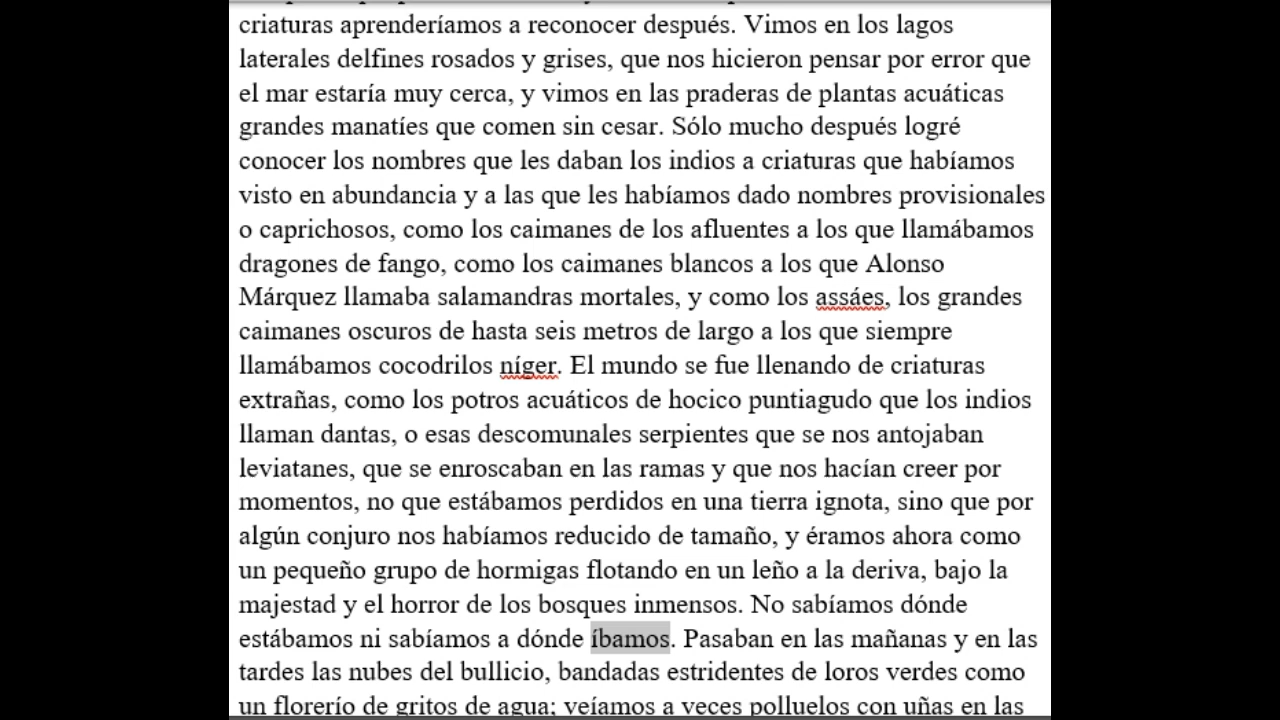 criaturas aprenderíamos a reconocer después. Vimos en los lagos
laterales delfines rosados y grises, que nos hicieron pensar por error que
el mar estaría muy cerca, y vimos en las praderas de plantas acuáticas
grandes manatíes que comen sin cesar. Sólo mucho después logré
conocer los nombres que les daban los indios a criaturas que habíamos
visto en abundancia y a las que les habíamos dado nombres provisionales
o caprichosos, como los caimanes de los afluentes a los que llamábamos
dragones de fango, como los caimanes blancos a los que Alonso
Márquez llamaba salamandras mortales, y como los assáes, los grandes
caimanes oscuros de hasta seis metros de largo a los que siempre
llamábamos cocodrilos níger. El mundo se fue llenando de criaturas
extrañas, como los potros acuáticos de hocico puntiagudo que los indios
llaman dantas, o esas descomunales serpientes que se nos antojaban
leviatanes, que se enroscaban en las ramas y que nos hacían creer por
momentos, no que estábamos perdidos en una tierra ignota, sino que por
algún conjuro nos habíamos reducido de tamaño, y éramos ahora como
un pequeño grupo de hormigas flotando en un leño a la deriva, bajo la
majestad y el horror de los bosques inmensos. No sabíamos dónde
estábamos ni sabíamos a dónde íbamos. Pasaban en las mañanas y en las
tardes las nubes del bullicio, bandadas estridentes de loros verdes como
un florerío de gritos de agua; veíamos a veces polluelos con uñas en las